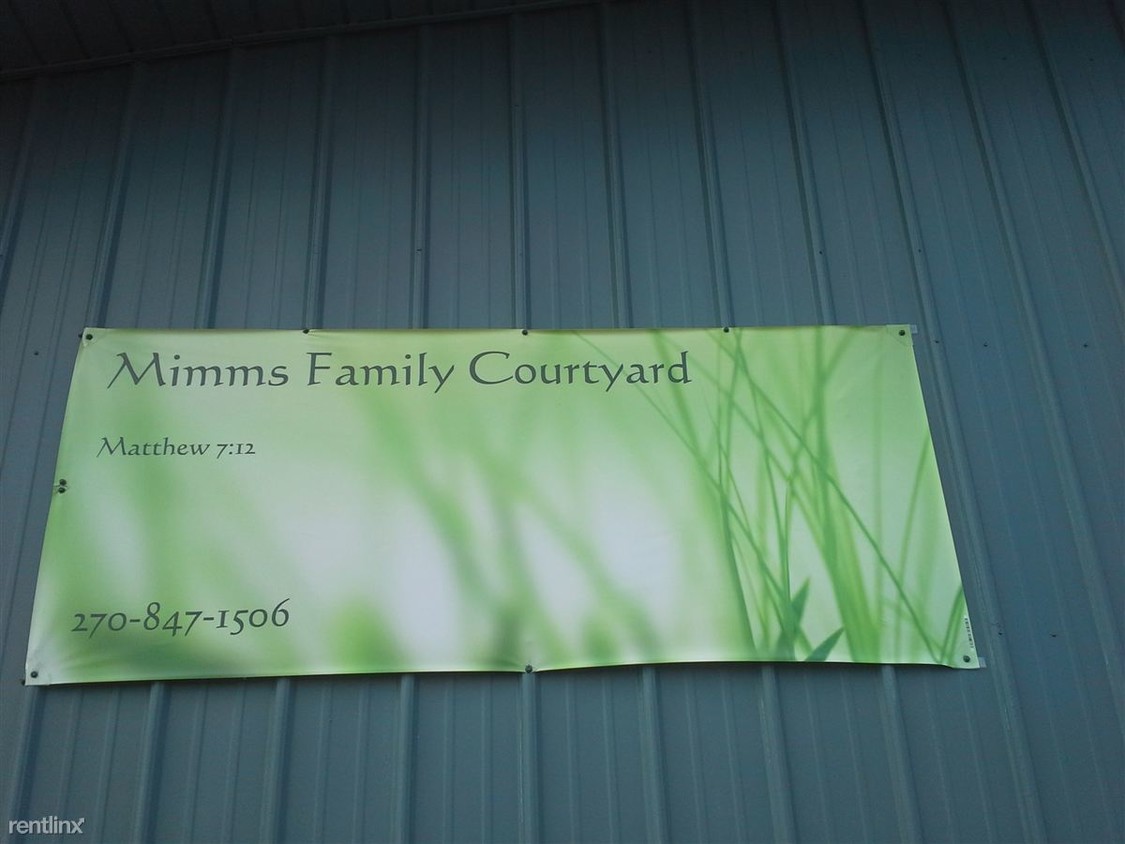 Mimms Family Courtyard
Matthew 7:12
270-847-1506
rentlinx